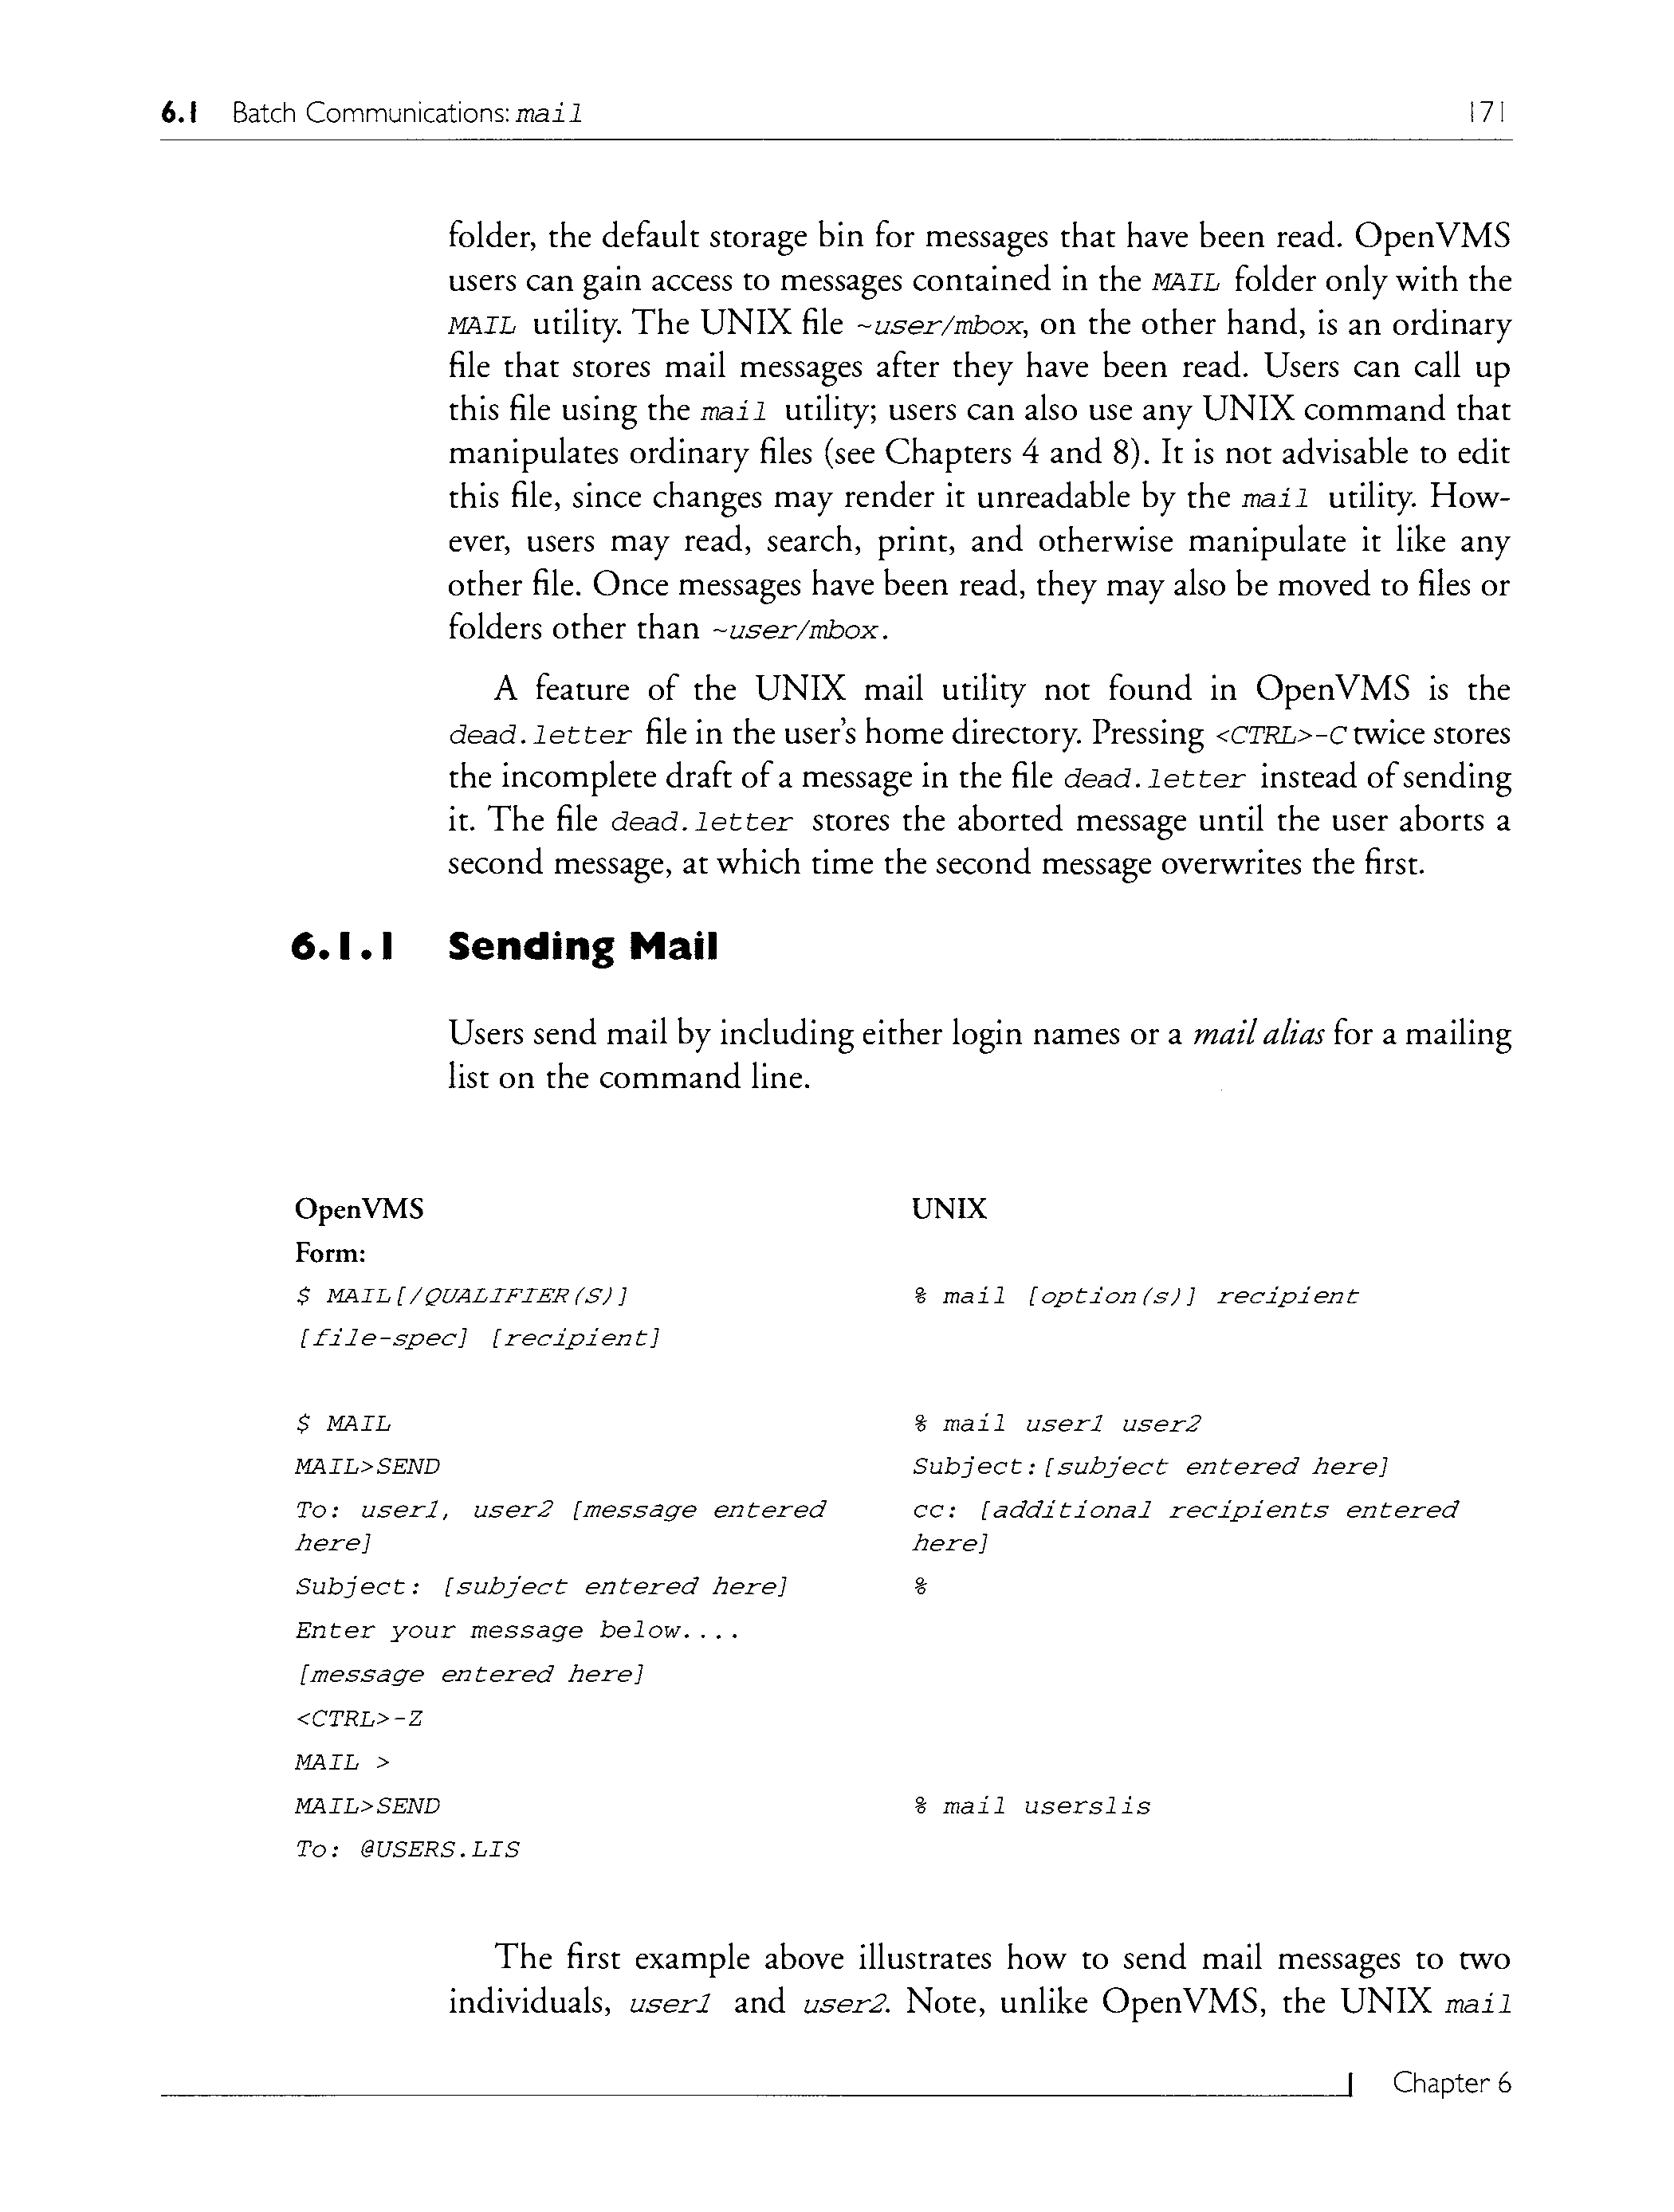 6.1 Batch Communications: mail 171
folder, the default storage bin for messages that have been read. OpenVMS
users can gain access to messages contained in the MAIL folder only with the
MAIL utility. The UNIX file ~user/mbox, on the other hand, is an ordinary
file that stores mail messages after they have been read. Users can call up
this file using the mail utility; users can also use any UNIX command that
manipulates ordinary files (see Chapters 4 and 8). It is not advisable to edit
this file, since changes may render it unreadable by the mail utility. How-
ever, users may read, search, print, and otherwise manipulate it like any
other file. Once messages have been read, they may also be moved to files or
folders other than ~user/mbox.
A feature of the UNIX mail utility not found in OpenVMS is the
dead.letter file in the user's home directory. Pressing <CTRL>-C twice stores
the incomplete draft of a message in the file dead.letter instead of sending
it. The file dead.letter stores the aborted message until the user aborts a
second message, at which time the second message overwrites the first.
6.1.1 Sending Mail
Users send mail by including either login names or a mail alias for a mailing
list on the command line.
OpenVMS UNIX
Form:
$ MAIL[/QUALIFIER(S)] % mail [option(s)] recipient
[file-spec] [recipient]
$ MAIL % mail user1 user2
MAIL>SEND Subject:[subject entered here]
To: user1, user2 [message entered cc: [additional recipients entered
here] here]
Subject: [subject entered here] %
Enter your message below....
[message entered here]
<CTRL>-Z
MAIL >
MAIL>SEND % mail userslis
To: @USERS.LIS
The first example above illustrates how to send mail messages to two
individuals, user1 and user2. Note, unlike OpenVMS, the UNIX mail
Chapter 6